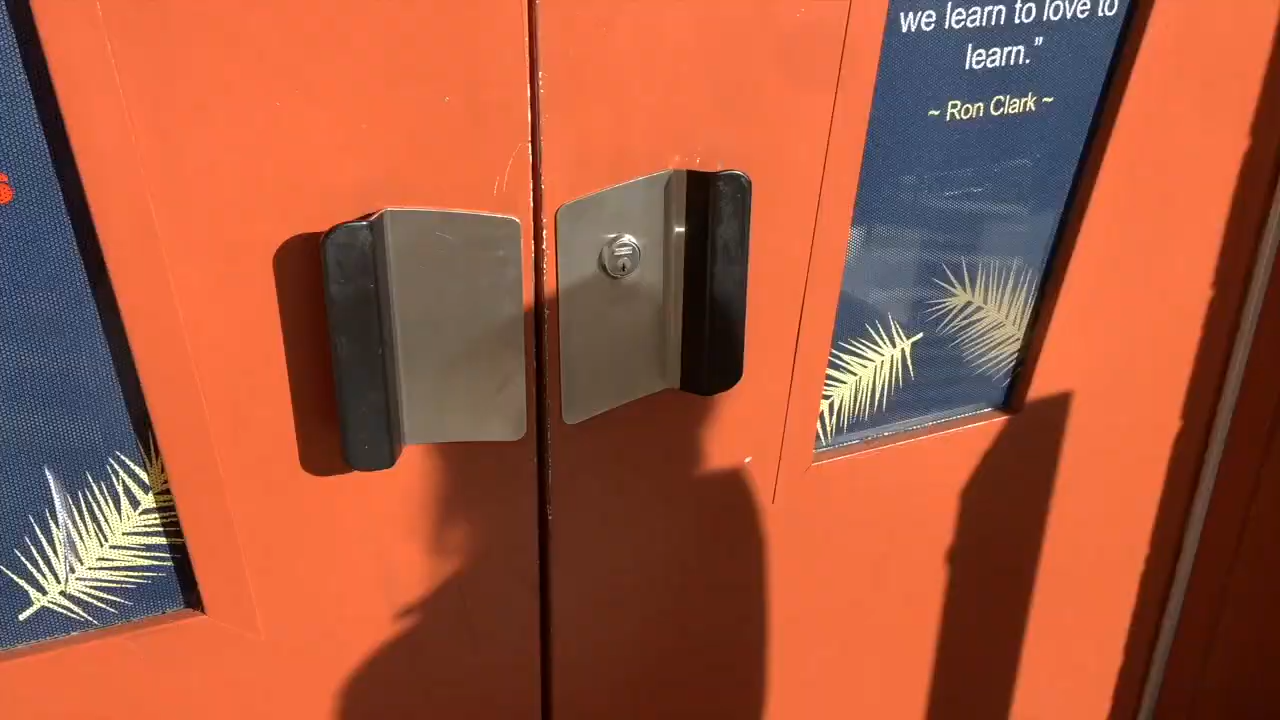 we learn to love to
learn.”
~ Ron Clark ~